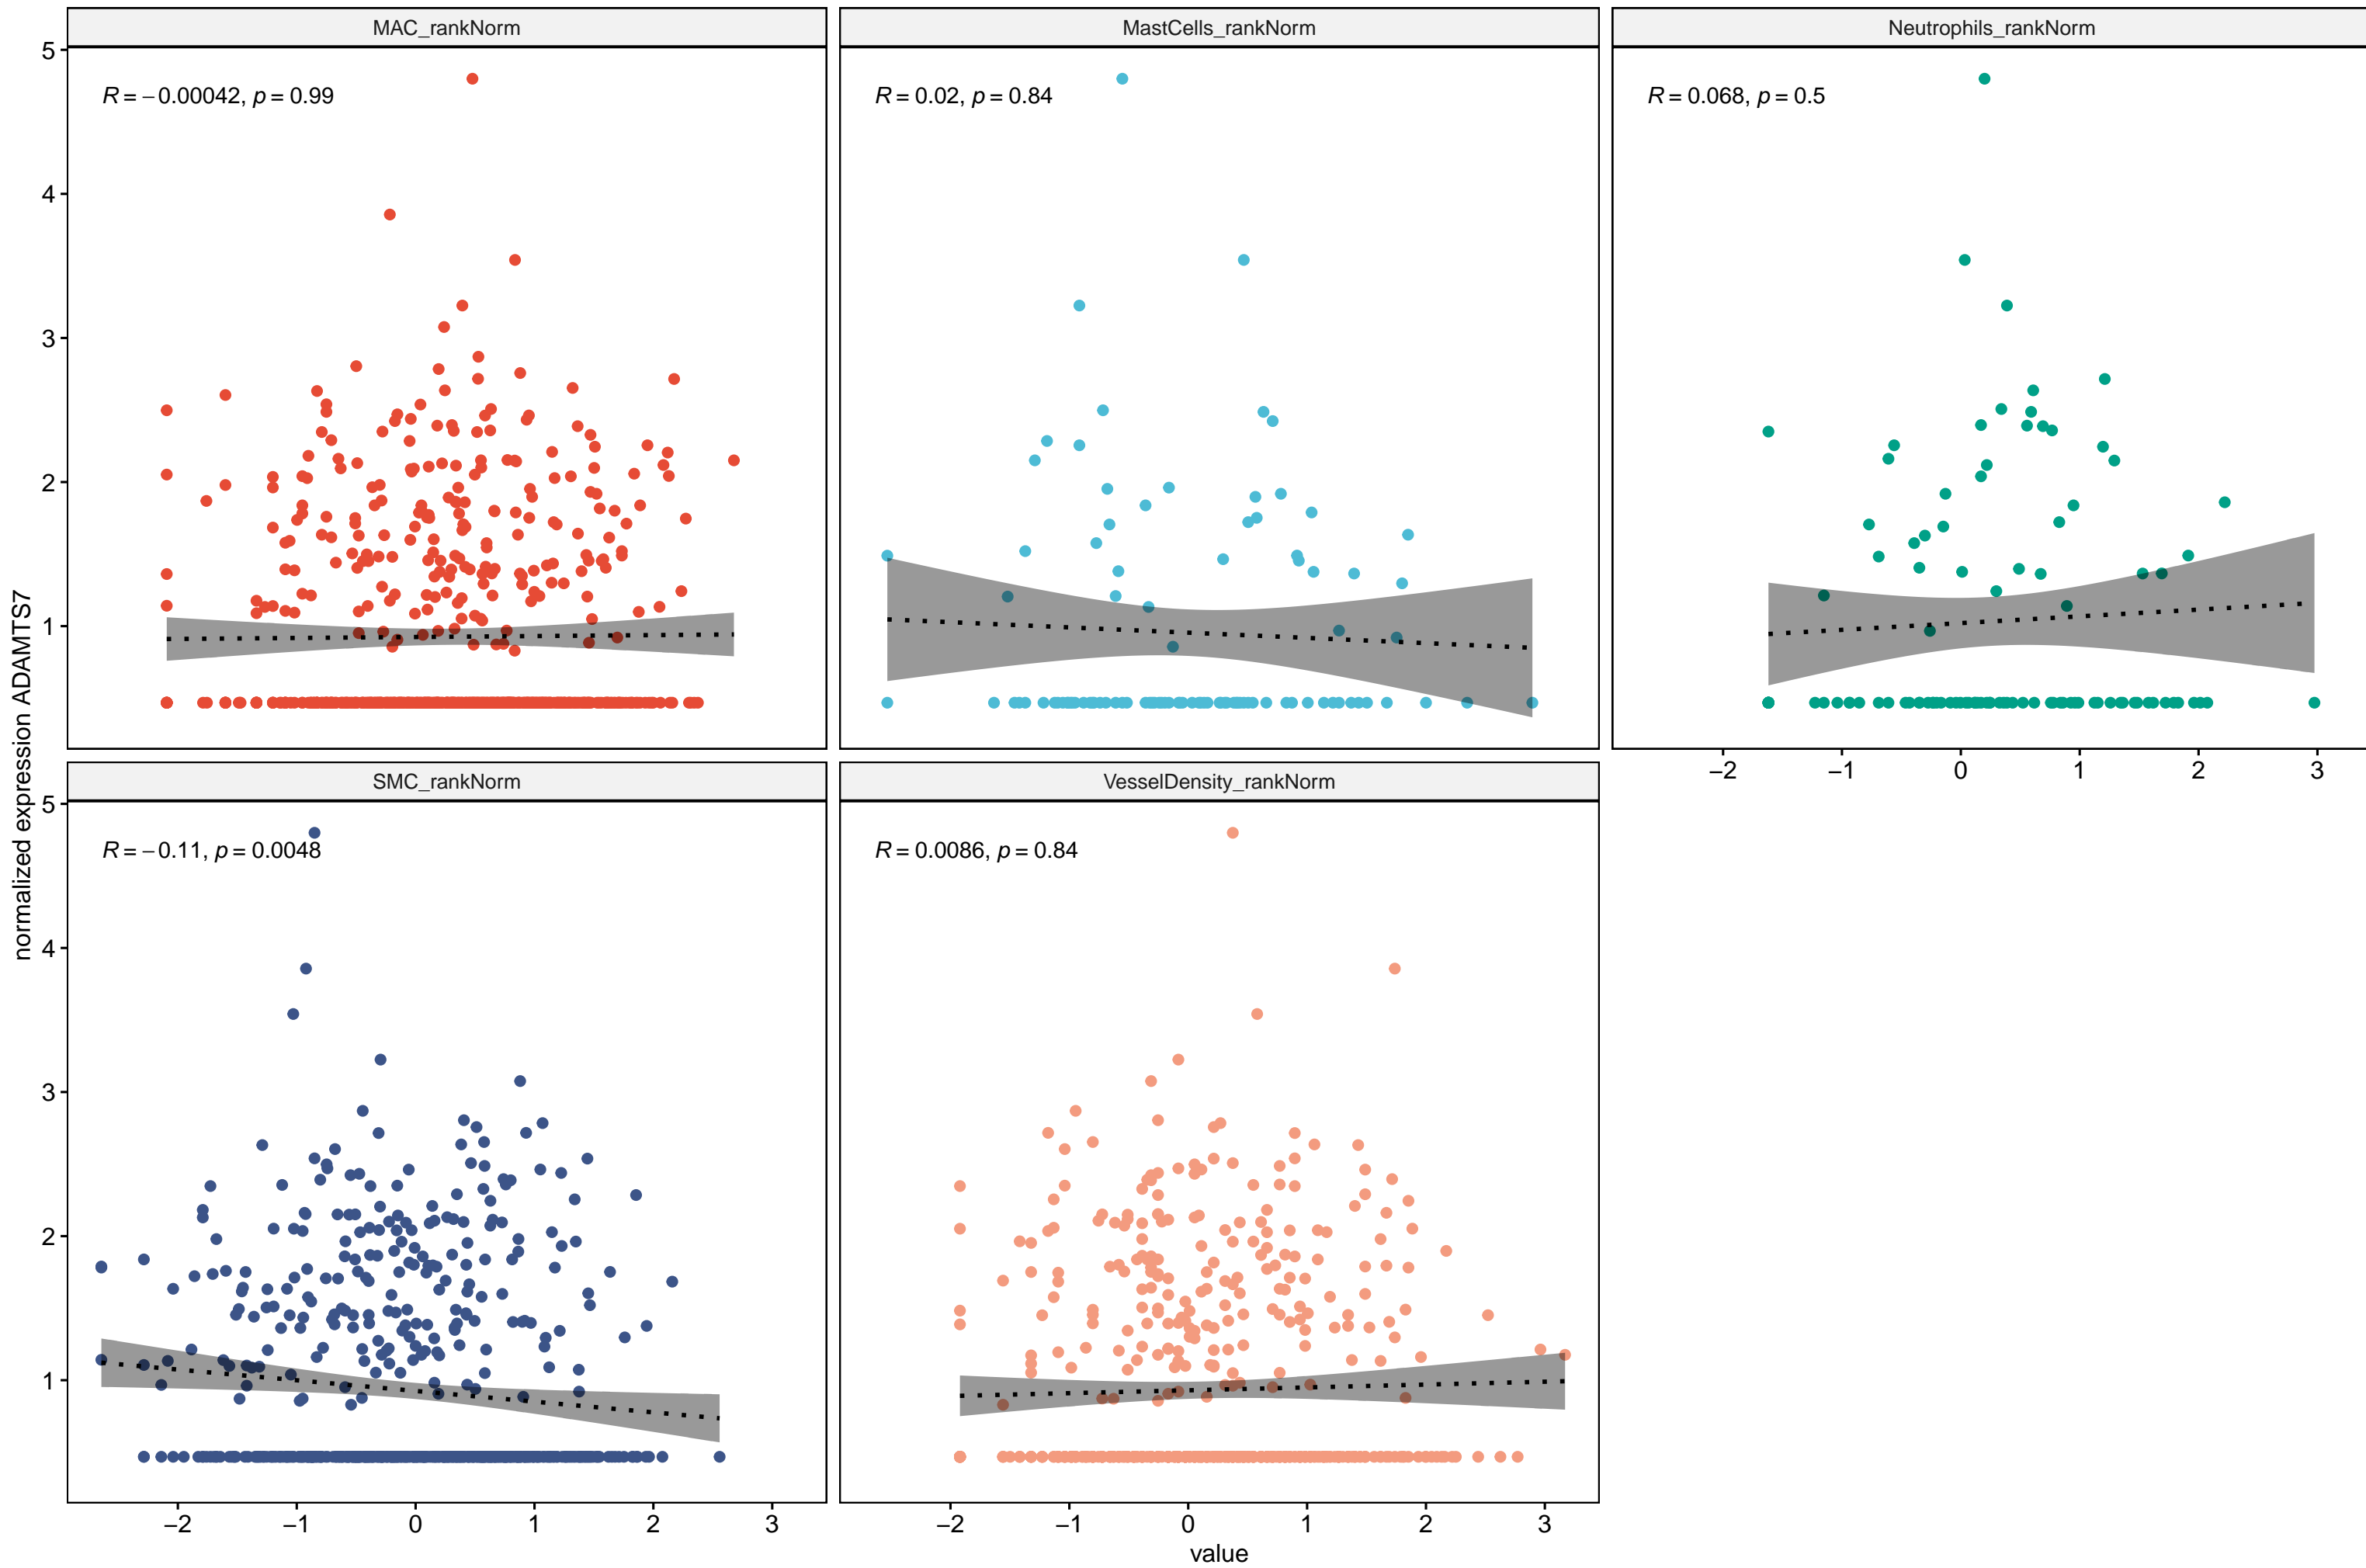 MAC_rankNorm
MastCells_rankNorm
Neutrophils_rankNorm
R = −0.00042, p = 0.99
R = 0.02, p = 0.84
R = 0.068, p = 0.5
5
4
3
2
1
−2 −1 0 1 2 3
SMC_rankNorm
VesselDensity_rankNorm
R = −0.11, p = 0.0048
R = 0.0086, p = 0.84
5
4
3
2
1
−2 −1 0 1 2 3
−2 −1 0 1 2 3
value
normalized expression ADAMTS7